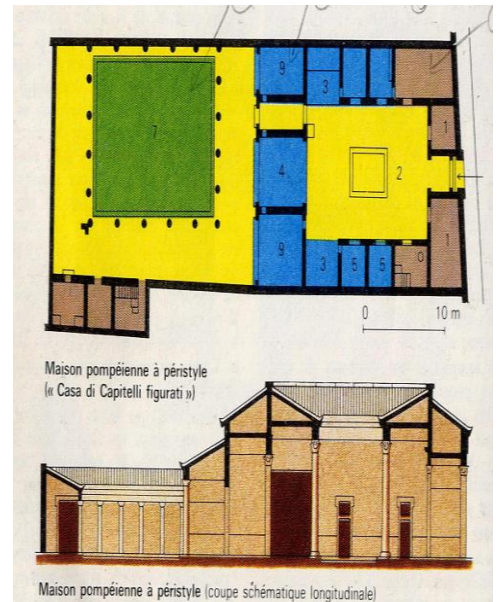 9
3
1
7
4
2
9
3
5
5
1
0 10 m
Maison pompéienne à péristyle
(« Casa di Capitelli figurati »)
Maison pompéienne à péristyle (coupe schématique longitudinale)